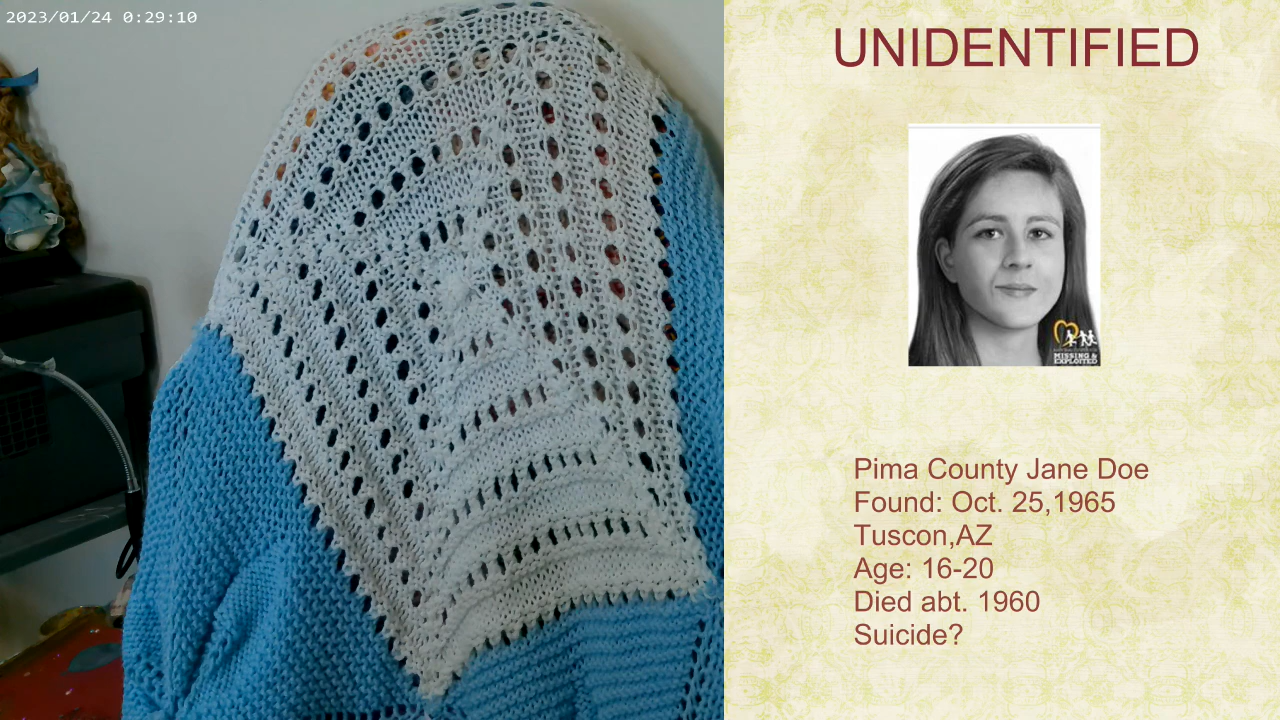 2023/01/24 0:29:10
UNIDENTIFIED
MISSING &
EXPLOITED
Pima County Jane Doe
Found: Oct. 25,1965
Tuscon,AZ
Age: 16-20
Died abt. 1960
Suicide?